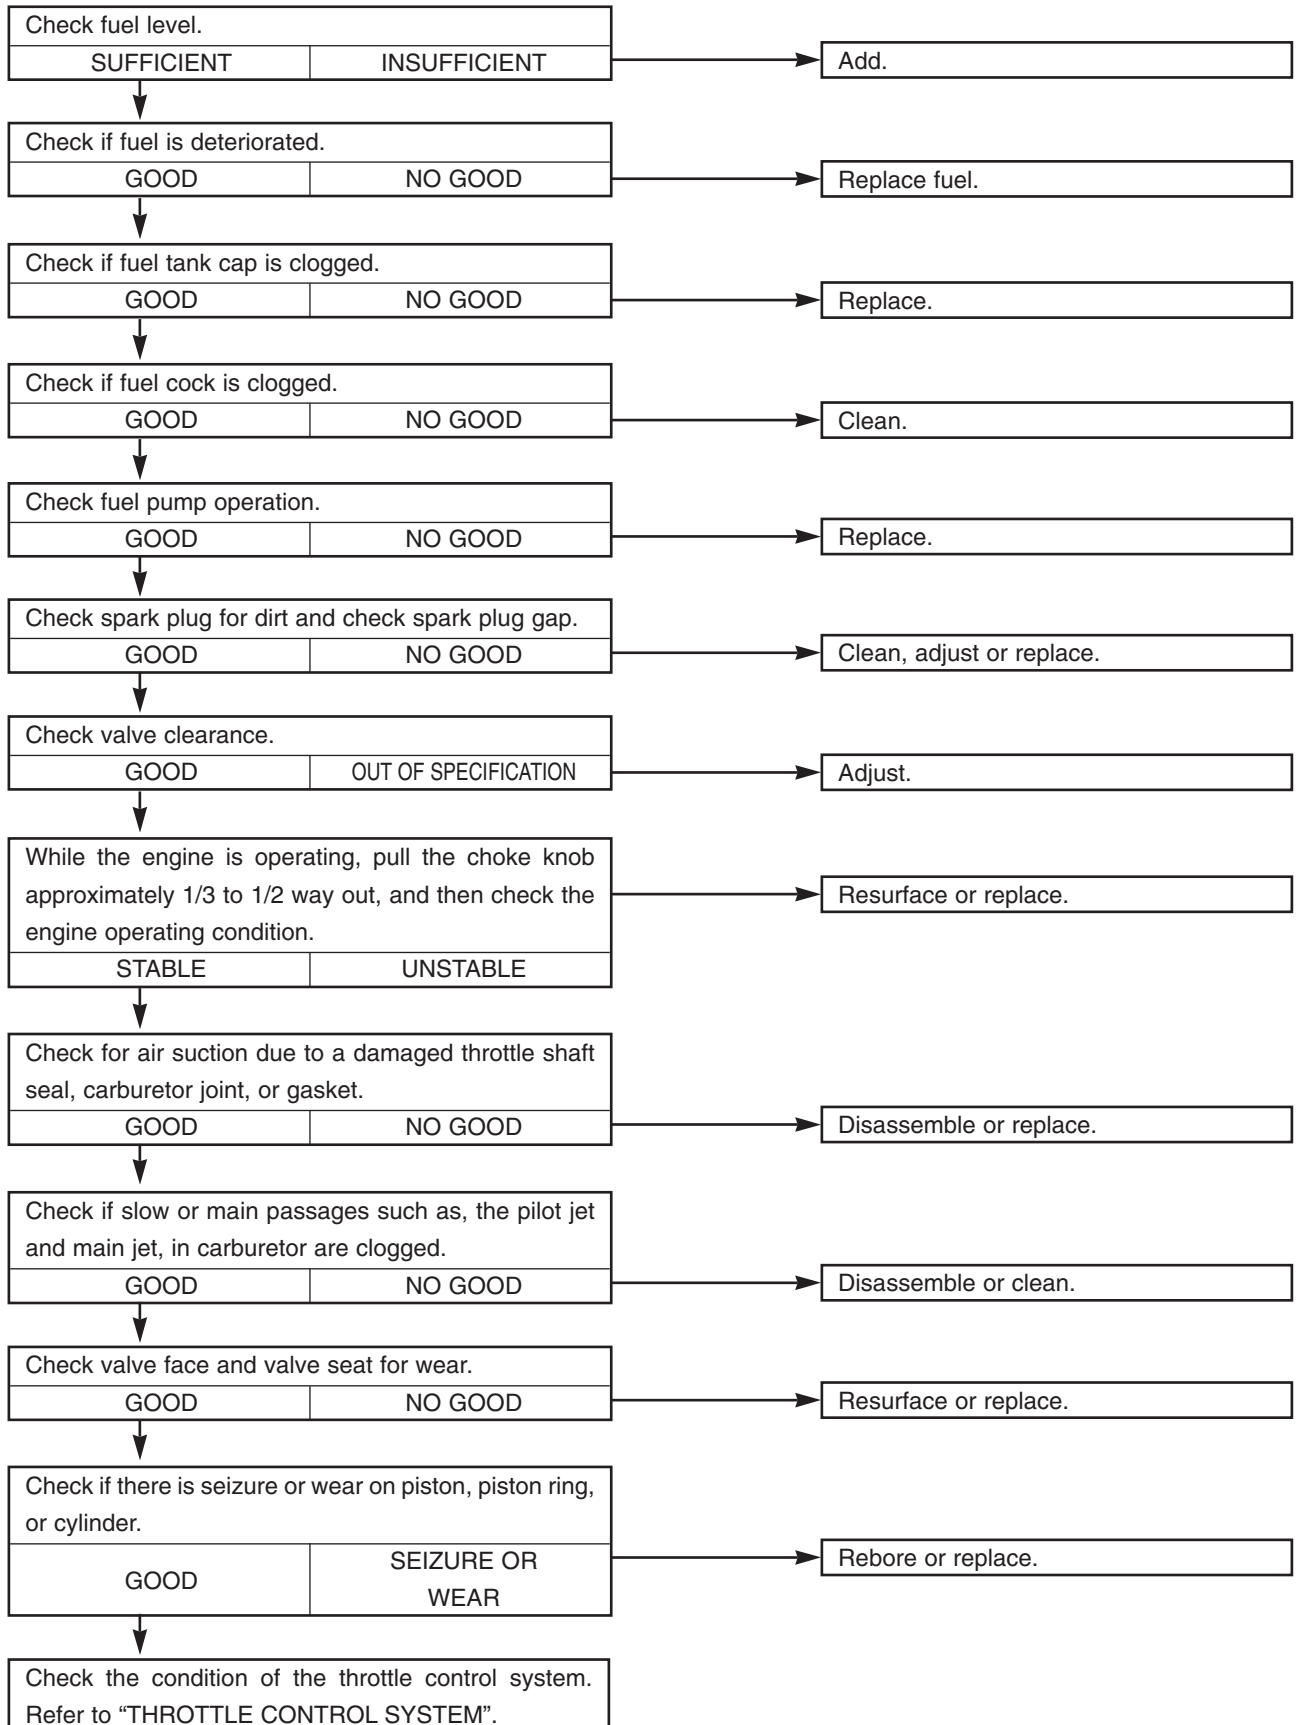 Check fuel level.
SUFFICIENT INSUFFICIENT
Add.
Check if fuel is deteriorated.
GOOD NO GOOD
Replace fuel.
Check if fuel tank cap is clogged.
GOOD NO GOOD
Replace.
Check if fuel cock is clogged.
GOOD NO GOOD
Clean.
Check fuel pump operation.
GOOD NO GOOD
Replace.
Check spark plug for dirt and check spark plug gap.
GOOD NO GOOD
Clean, adjust or replace.
Check valve clearance.
GOOD OUT OF SPECIFICATION
Adjust.
While the engine is operating, pull the choke knob
approximately 1/3 to 1/2 way out, and then check the
engine operating condition.
STABLE UNSTABLE
Resurface or replace.
Check for air suction due to a damaged throttle shaft
seal, carburetor joint, or gasket.
GOOD NO GOOD
Disassemble or replace.
Check if slow or main passages such as, the pilot jet
and main jet, in carburetor are clogged.
GOOD NO GOOD
Disassemble or clean.
Check valve face and valve seat for wear.
GOOD NO GOOD
Resurface or replace.
Check if there is seizure or wear on piston, piston ring,
or cylinder.
GOOD
SEIZURE OR
WEAR
Rebore or replace.
Check the condition of the throttle control system.
Refer to “THROTTLE CONTROL SYSTEM”.